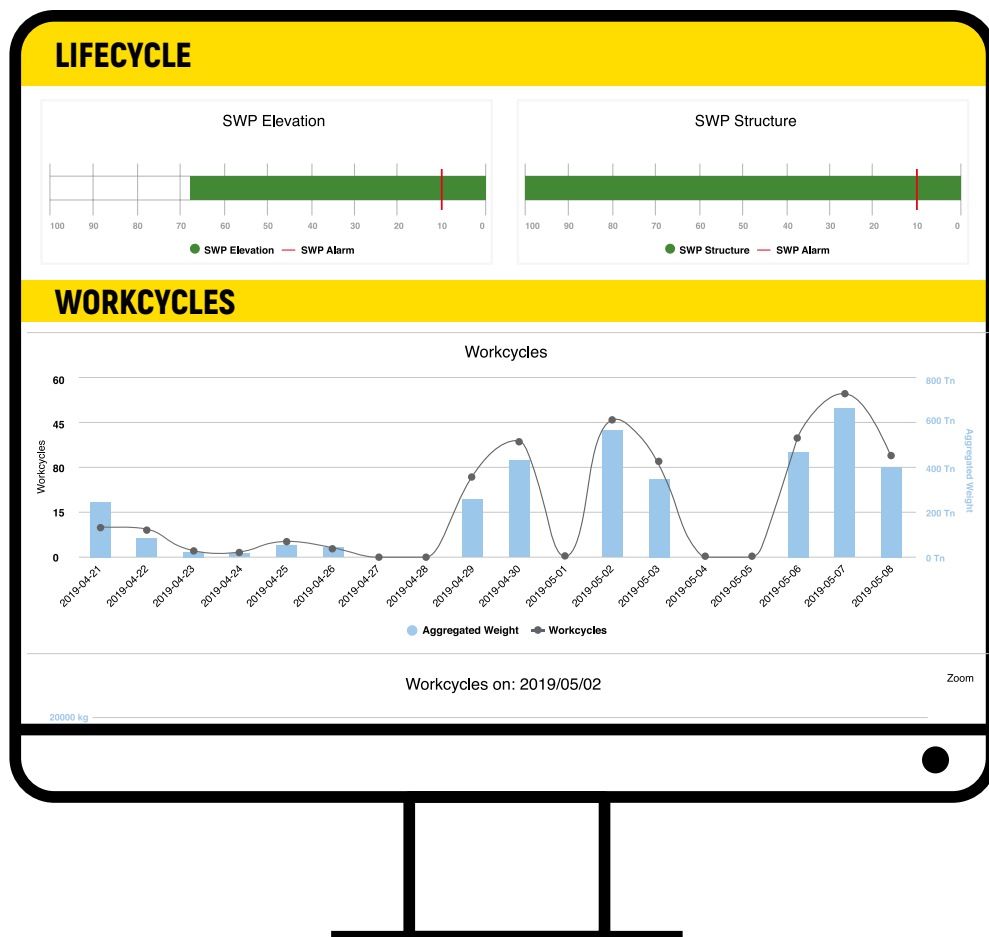 LIFECYCLE
SWP Elevation
100 90 80 70 60 50 40 30 20 10 0
SWP Elevation SWP Alarm
SWP Structure
100 90 80 70 60 50 40 30 20 10 0
SWP Structure SWP Alarm
WORKCYCLES
Workcycles
60
45
80
15
0
Workcycles
800 Tn
600 Tn
400 Tn
200 Tn
0 Tn
Aggregated Weight
2019-04-21 2019-04-22 2019-04-23 2019-04-24 2019-04-25 2019-04-26 2019-04-27 2019-04-28 2019-04-29 2019-04-30 2019-05-01 2019-05-02 2019-05-03 2019-05-04 2019-05-05 2019-05-06 2019-05-07 2019-05-08
Aggregated Weight Workcycles
Workcycles on: 2019/05/02
Zoom
20000 kg